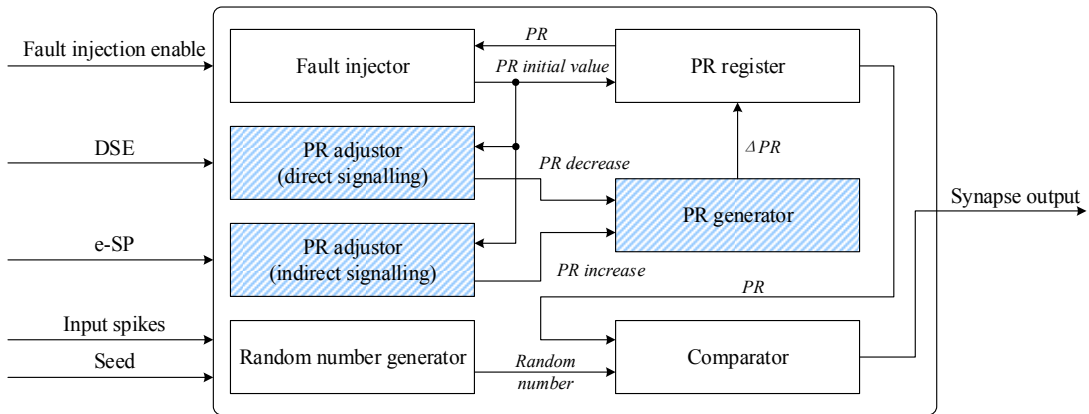 Fault injection enable
DSE
e-SP
Input spikes
Seed
Fault injector
PR
PR initial value
PR register
PR adjustor
(direct signalling)
PR decrease
ΔPR
PR generator
PR adjustor
(indirect signalling)
PR increase
PR
Random number generator
Random
number
Comparator
Synapse output